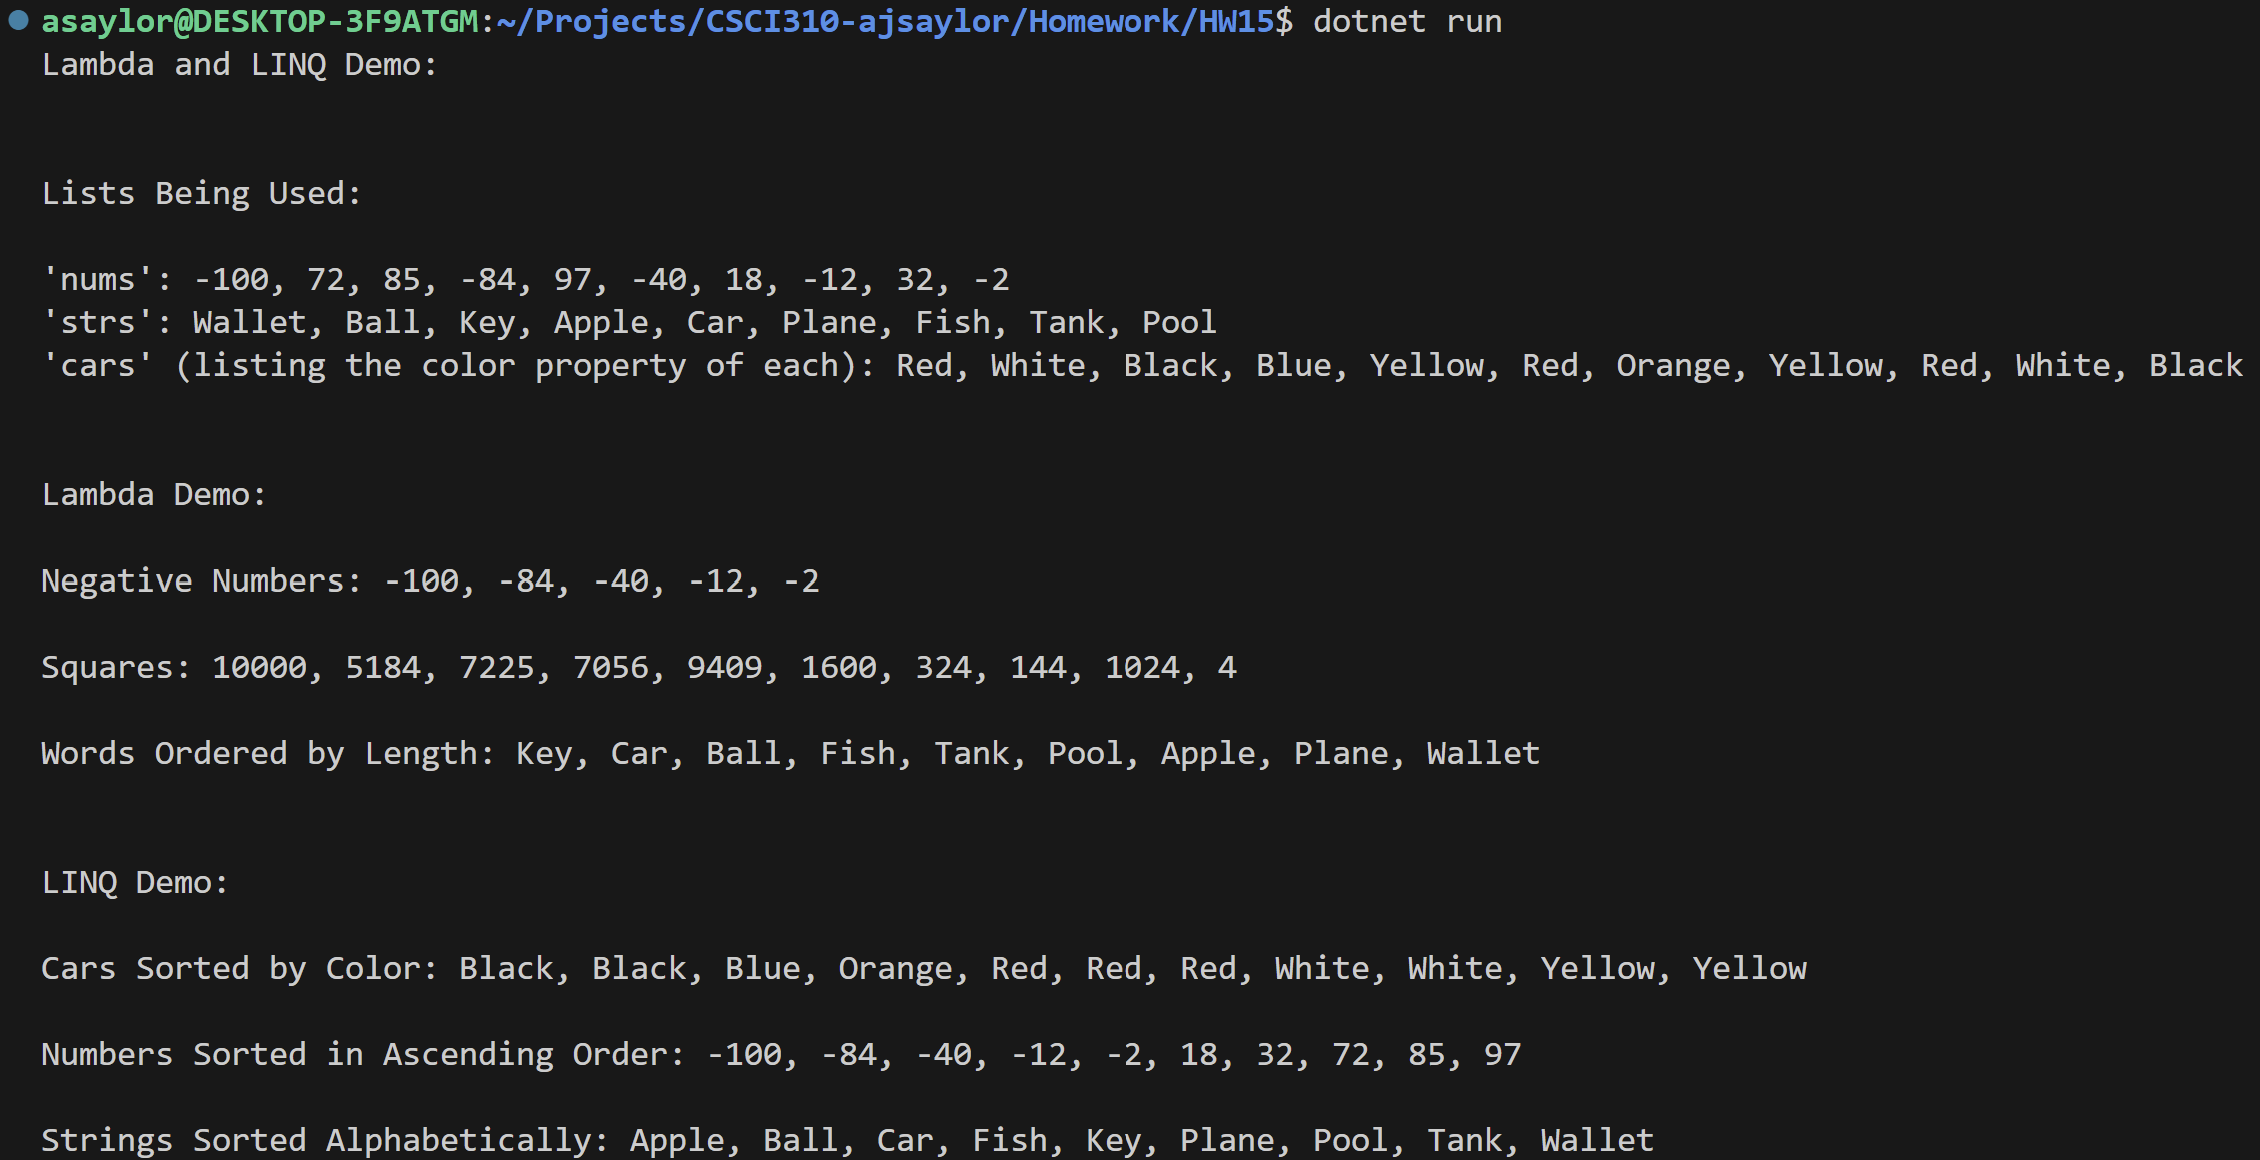 asaylor@DESKTOP-3F9ATGM:~/Projects/CSCI310-ajsaylor/Homework/HW15$ dotnet run
Lambda and LINQ Demo:
Lists Being Used:
'nums': -100, 72, 85, -84, 97, -40, 18, -12, 32, -2
'strs': Wallet, Ball, Key, Apple, Car, Plane, Fish, Tank, Pool
'cars' (listing the color property of each): Red, White, Black, Blue, Yellow, Red, Orange, Yellow, Red, White, Black
Lambda Demo:
Negative Numbers: -100, -84, -40, -12, -2
Squares: 10000, 5184, 7225, 7056, 9409, 1600, 324, 144, 1024, 4
Words Ordered by Length: Key, Car, Ball, Fish, Tank, Pool, Apple, Plane, Wallet
LINQ Demo:
Cars Sorted by Color: Black, Black, Blue, Orange, Red, Red, Red, White, White, Yellow, Yellow
Numbers Sorted in Ascending Order: -100, -84, -40, -12, -2, 18, 32, 72, 85, 97
Strings Sorted Alphabetically: Apple, Ball, Car, Fish, Key, Plane, Pool, Tank, Wallet